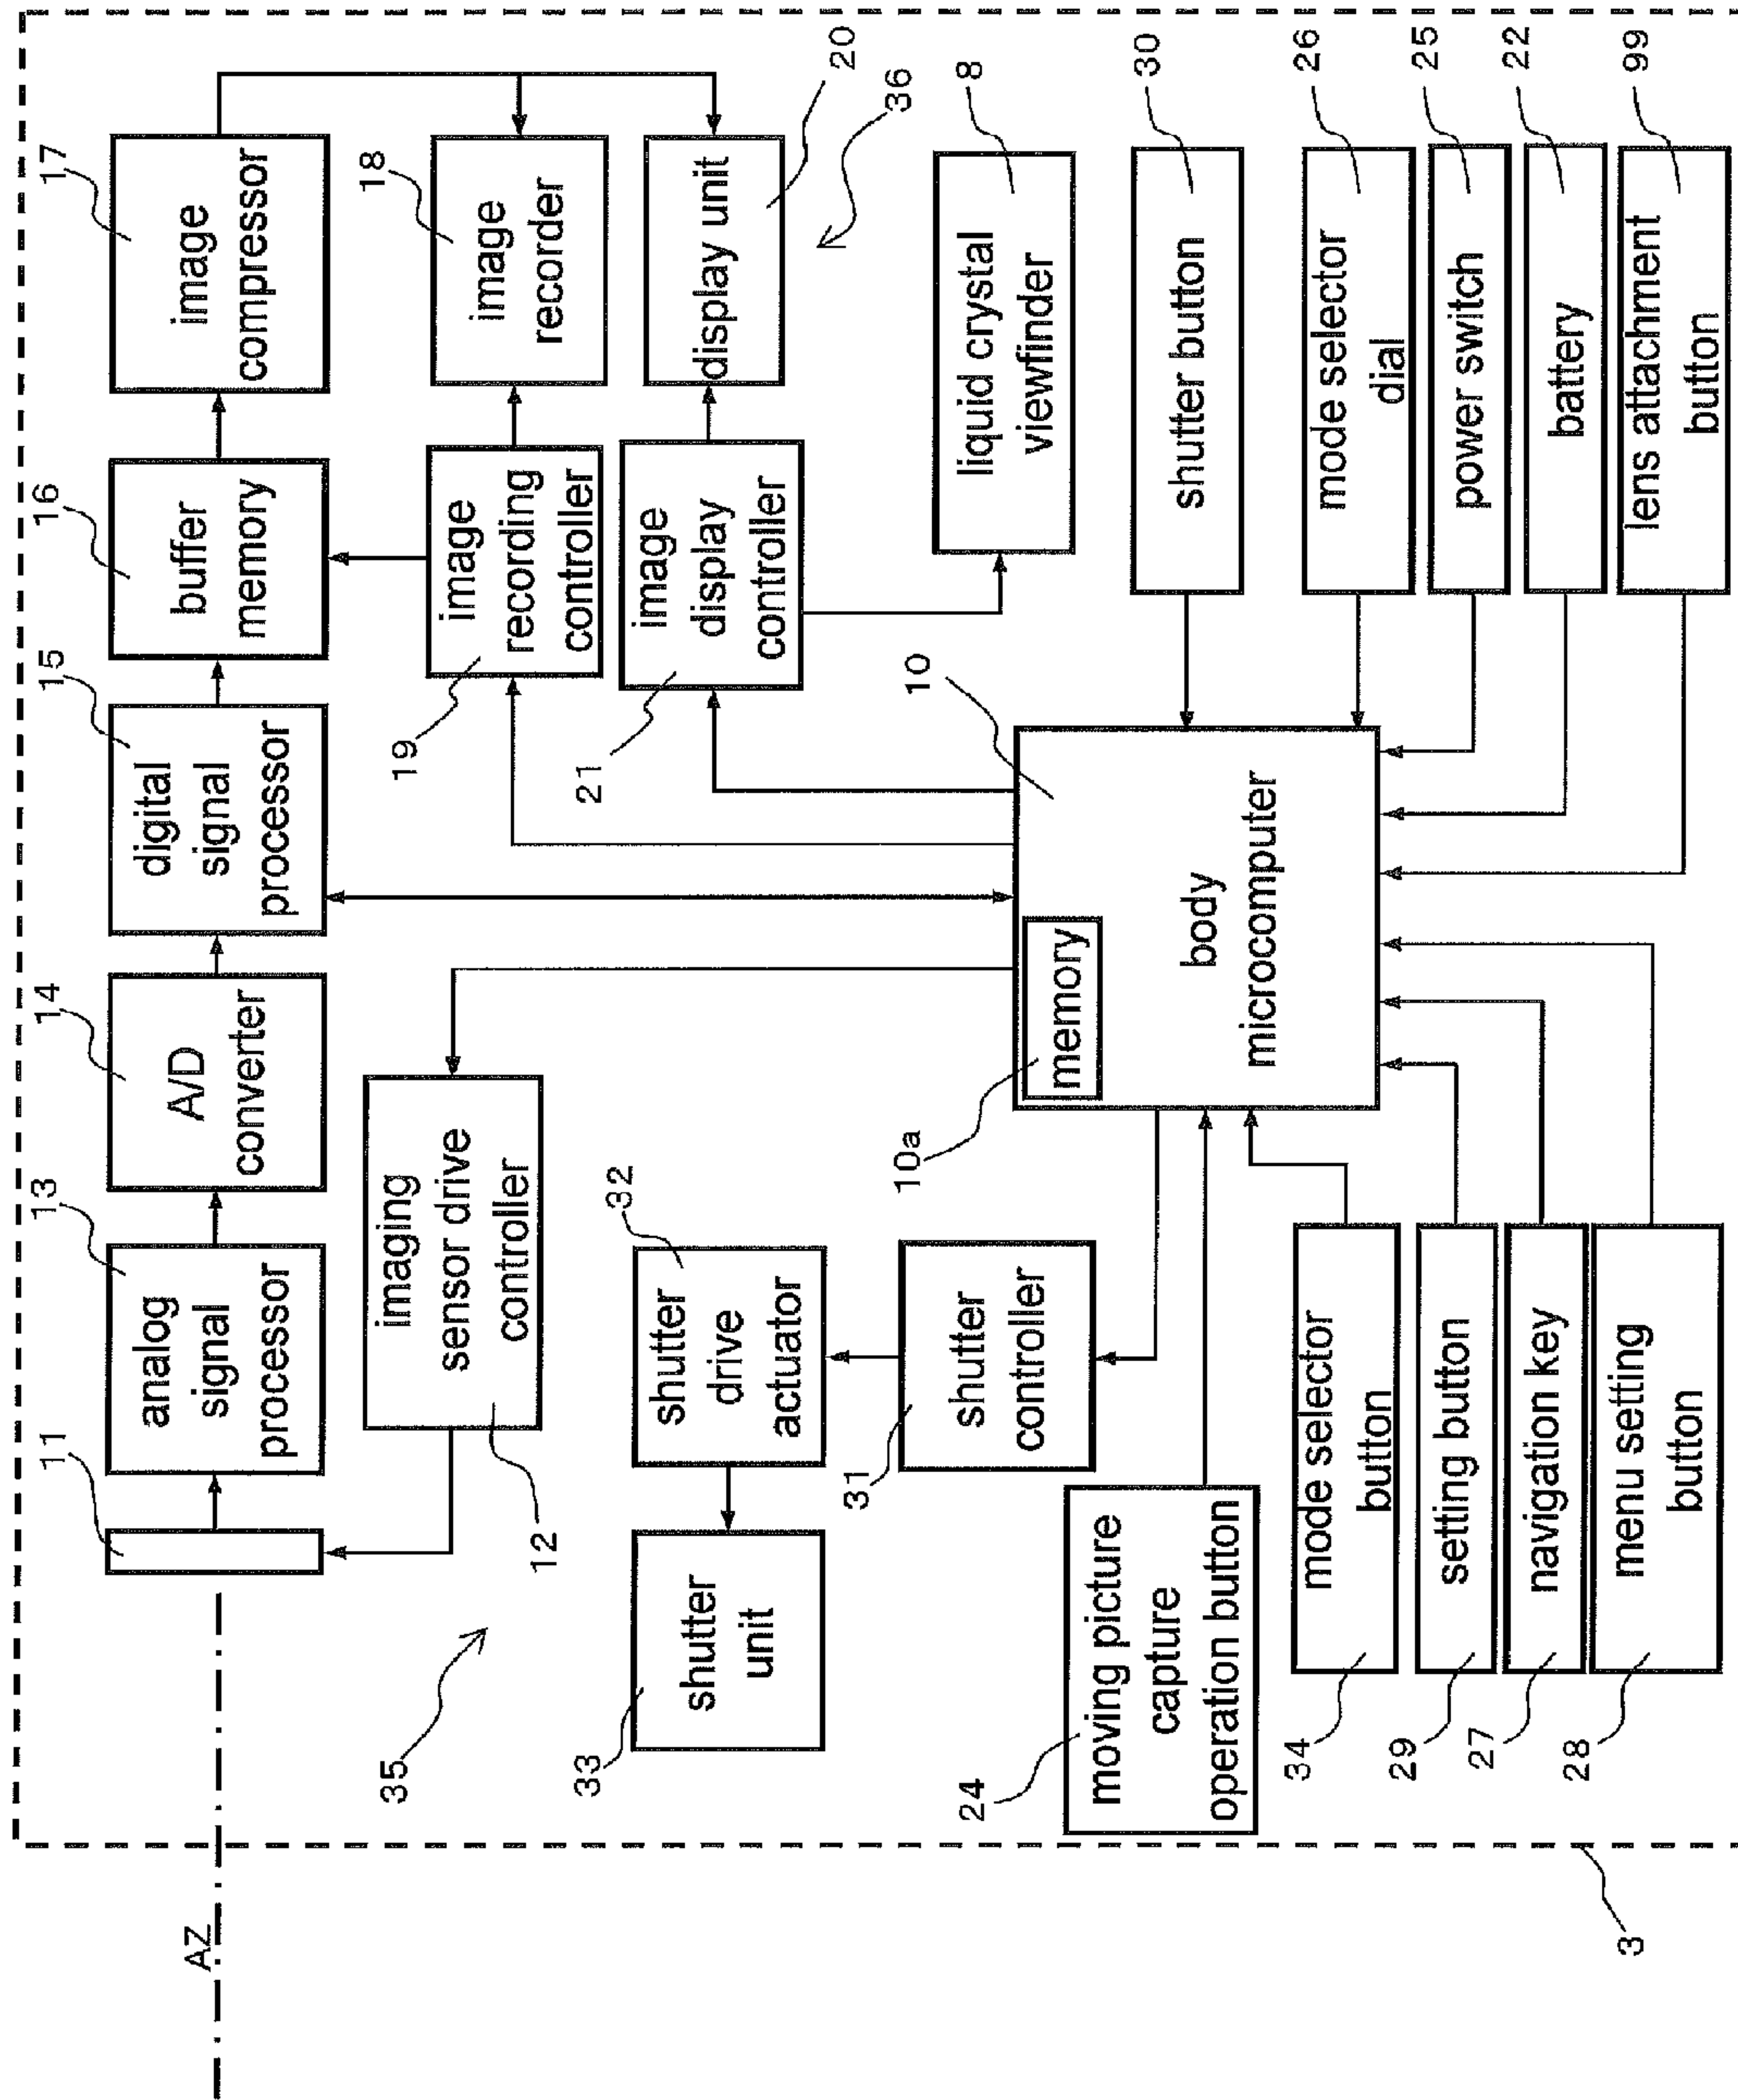 AZ
11
13
analog
signal
processor
14
A/D
converter
15
digital
signal
processor
16
buffer
memory
17
image
compressor
35
12
imaging
sensor drive
controller
19
image
recording
controller
18
image
recorder
33
shutter
unit
32
shutter
drive
actuator
21
image
display
controller
display unit
20
36
31
shutter
controller
8
liquid crystal
viewfinder
24
moving picture
capture
operation button
10a
memory
10
body
microcomputer
30
shutter button
34
mode selector
button
26
mode selector
dial
29
setting button
25
power switch
27
navigation key
22
battery
28
menu setting
button
99
lens attachment
button
3